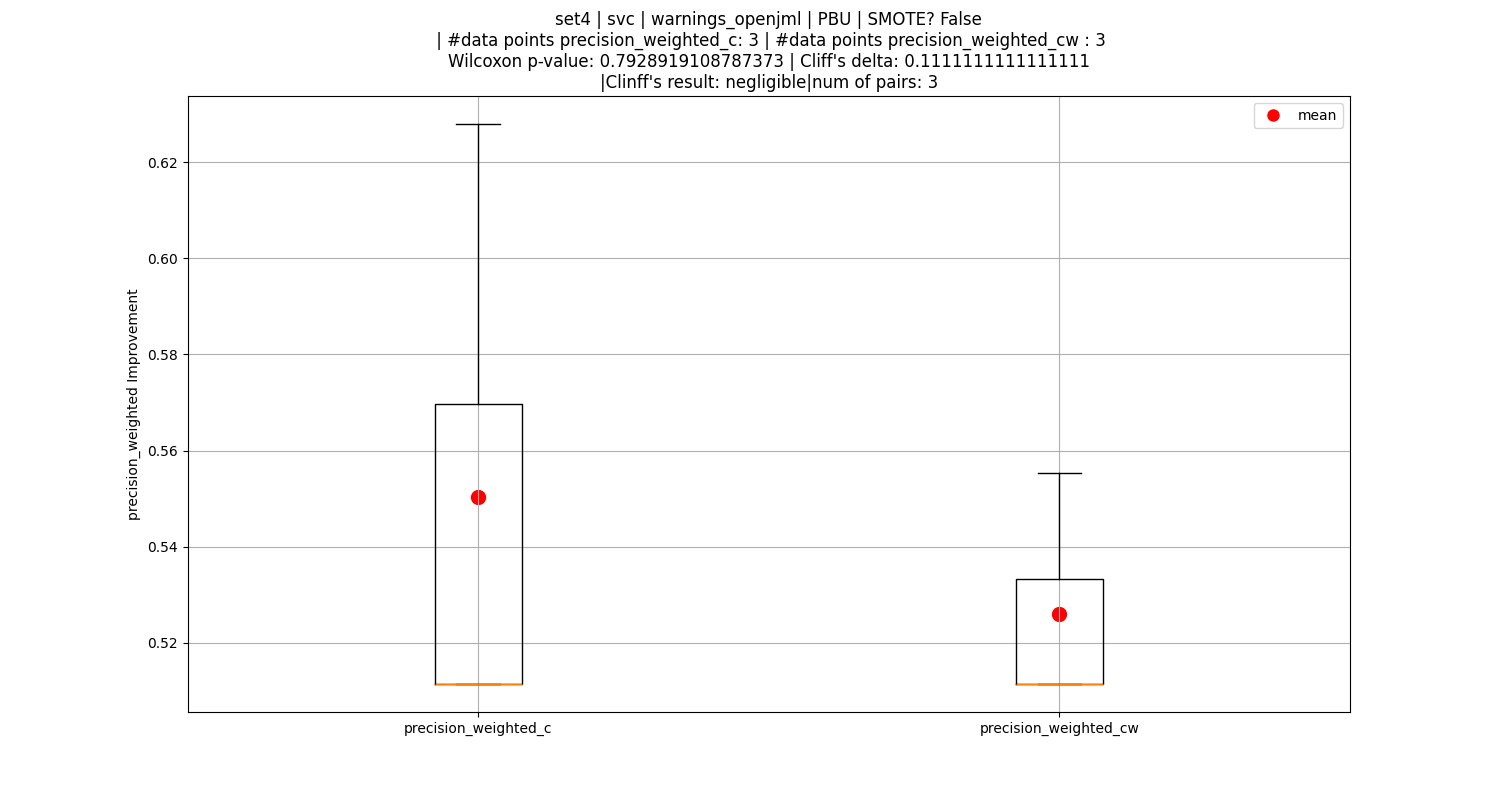 set4 | svc | warnings_openjml | PBU | SMOTE? False
| #data points precision_weighted_c: 3 | #data points precision_weighted_cw : 3
Wilcoxon p-value: 0.7928919108787373 | Cliff's delta: 0.1111111111111111
|Clinff's result: negligible|num of pairs: 3
mean
precision_weighted Improvement
0.62
0.60
0.58
0.56
0.54
0.52
precision_weighted_c
precision_weighted_cw